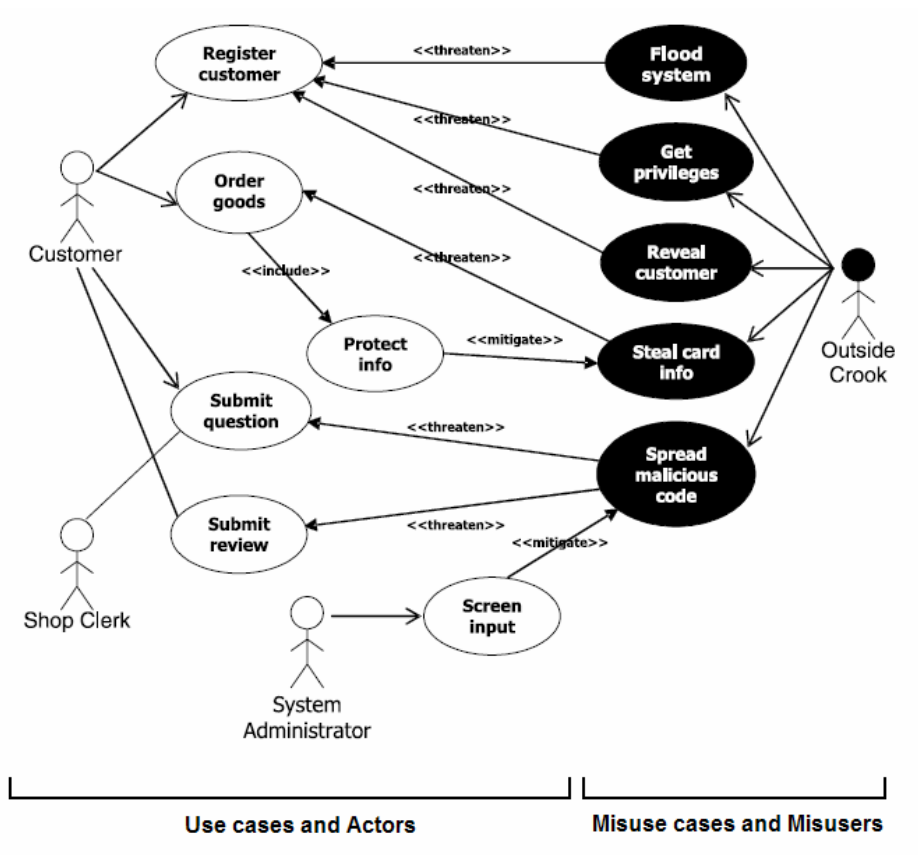 Register
customer
<<threaten>>
Flood
system
<<threaten>>
Get
privileges
Order
goods
<<threaten>>
Customer
<<include>>
<<threaten>>
Reveal
customer
Protect
info
<<mitigate>>
Steal card
info
Outside
Crook
Submit
question
<<threaten>>
Spread
malicious
code
Submit
review
<<threaten>>
<<mitigate>>
Shop Clerk
Screen
input
System
Administrator
Use cases and Actors
Misuse cases and Misusers